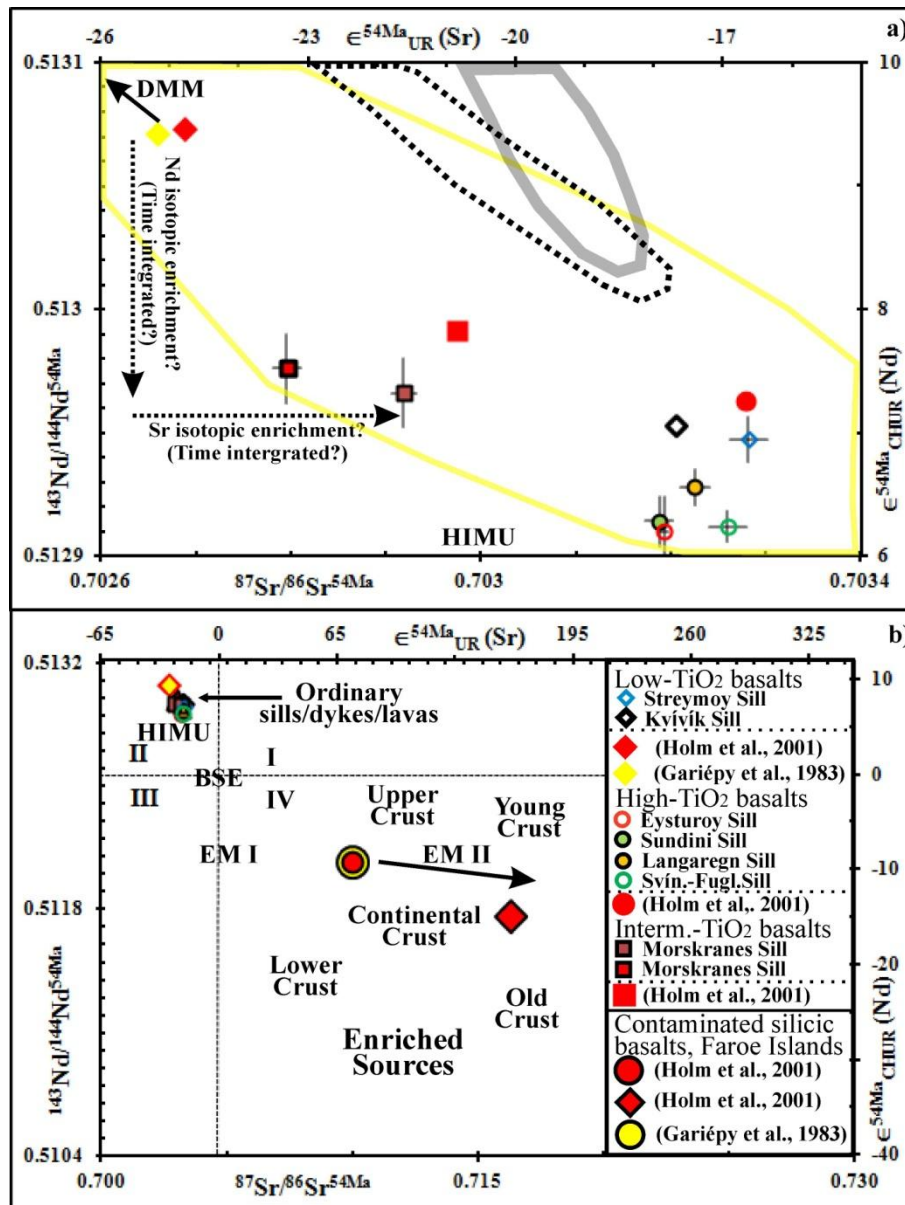 -26 -23 -20 -17 a)
ϵ⁵⁴ᴹᵃUR (Sr)
0.5131 10
DMM
Nd isotopic enrichment?
(Time integrated?)
0.513 8
Sr isotopic enrichment?
(Time intergrated?)
¹⁴³Nd/¹⁴⁴Nd⁵⁴ᴹᵃ
ϵ⁵⁴ᴹᵃCHUR (Nd)
HIMU
0.5129 6
0.7026 0.703 0.7034
⁸⁷Sr/⁸⁶Sr⁵⁴ᴹᵃ
-65 0 65 195 260 325 b)
ϵ⁵⁴ᴹᵃUR (Sr)
0.5132 10
Ordinary
sills/dykes/lavas
HIMU
II I
BSE 0
III IV
Upper
Crust
Young
Crust
EM I EM II
-10
0.5118
Continental
Crust
Lower
Crust
-20
Old
Crust
Enriched
Sources
¹⁴³Nd/¹⁴⁴Nd⁵⁴ᴹᵃ
ϵ⁵⁴ᴹᵃCHUR (Nd)
0.5104 -40
0.700 0.715 0.730
⁸⁷Sr/⁸⁶Sr⁵⁴ᴹᵃ
Low-TiO₂ basalts
Streymoy Sill
Kvívík Sill
(Holm et al., 2001)
(Gariépy et al., 1983)
High-TiO₂ basalts
Eysturoy Sill
Sundini Sill
Langaregn Sill
Svín.-Fugl.Sill
(Holm et al,. 2001)
Interm.-TiO₂ basalts
Morskranes Sill
Morskranes Sill
(Holm et al., 2001)
Contaminated silicic
basalts, Faroe Islands
(Holm et al., 2001)
(Holm et al., 2001)
(Gariépy et al., 1983)